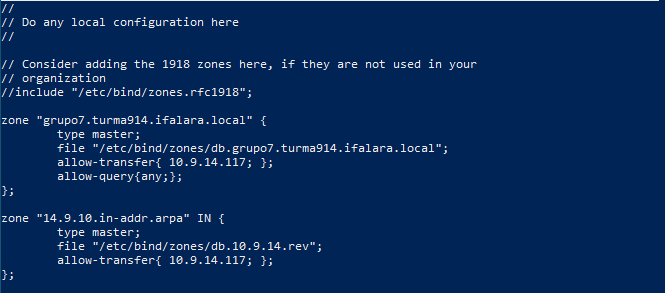 //
// Do any local configuration here
//
// Consider adding the 1918 zones here, if they are not used in your
// organization
//include "/etc/bind/zones.rfc1918";
zone "grupo7.turma914.ifalara.local" {
type master;
file "/etc/bind/zones/db.grupo7.turma914.ifalara.local";
allow-transfer{ 10.9.14.117; };
allow-query{any;};
};
zone "14.9.10.in-addr.arpa" IN {
type master;
file "/etc/bind/zones/db.10.9.14.rev";
allow-transfer{ 10.9.14.117; };
};